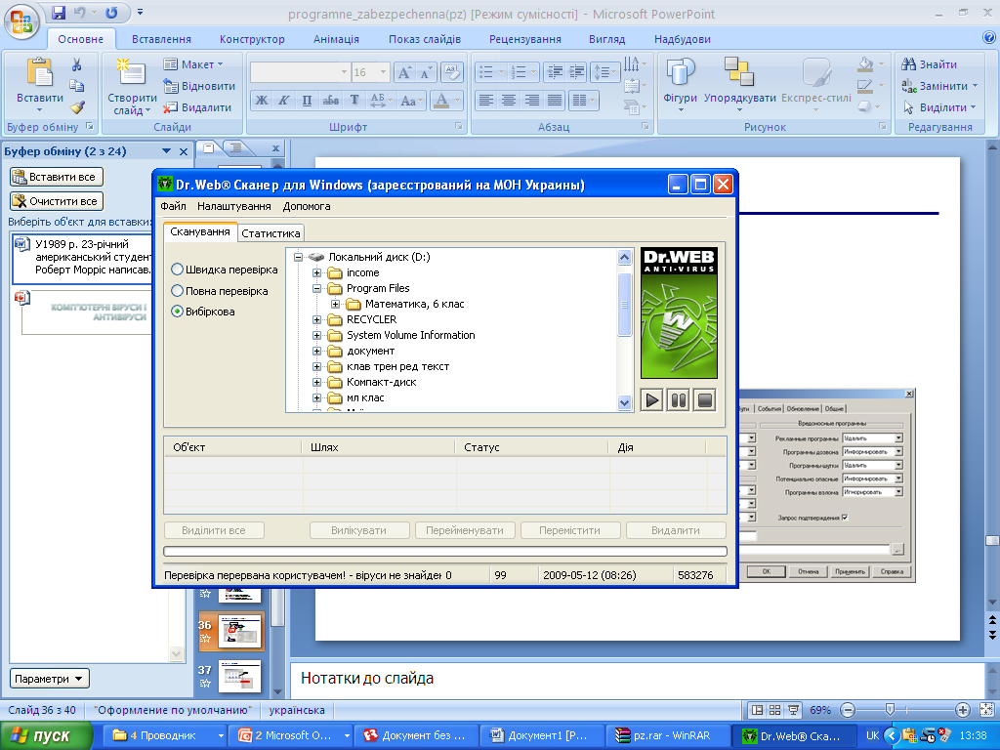 programne_zabezpechenna(pz) [Режим сумісності] - Microsoft PowerPoint
Основне Вставлення Конструктор Анімація Показ слайдів Рецензування Вигляд Надбудови
Вставити
Буфер обміну
Створити слайд
Макет
Відновити
Видалити
Слайди
16
Шрифт
Абзац
Фігури Упорядкувати Експрес-стилі
Рисунок
Знайти
Замінити
Виділити
Редагування
Буфер обміну (2 з 24)
Вставити все
Очистити все
Виберіть об'єкт для вставки:
У1989 р. 23-річний
американський студент
Роберт Морріс написав.
КОМП'ЮТЕРНІ ВІРУСИ І
АНТИВІРУСИ
Dr.Web® Сканер для Windows (зареєстрований на МОН Украины)
Файл Налаштування Допомога
Сканування Статистика
Швидка перевірка
Повна перевірка
Вибіркова
Локальний диск (D:)
income
Program Files
Математика, 6 клас
RECYCLER
System Volume Information
документ
клав трен ред текст
Компакт-диск
мл клас
Dr.WEB
ANTI-VIRUS
Об'єкт Шлях Статус Дія
Виділити все Вилікувати Перейменувати Перемістити Видалити
Перевірка перервана користувачем! - віруси не знайден 0 99 2009-05-12 (08:26) 583276
События Обновление Общие
Вредоносные программы
Рекламные программы Удалить
Программы дозвона Информировать
Программы-шутки Удалить
Потенциально опасные Информировать
Программы взлома Игнорировать
Запрос подтверждения
OK Отмена Применить Справка
36
37
Нотатки до слайда
Параметри
Слайд 36 з 40 "Оформление по умолчанию" українська 69%
пуск 4 Проводник 2 Microsoft O... Документ без ... Документ1 [Р... pz.rar - WinRAR Dr.Web® Ска... UK 13:38